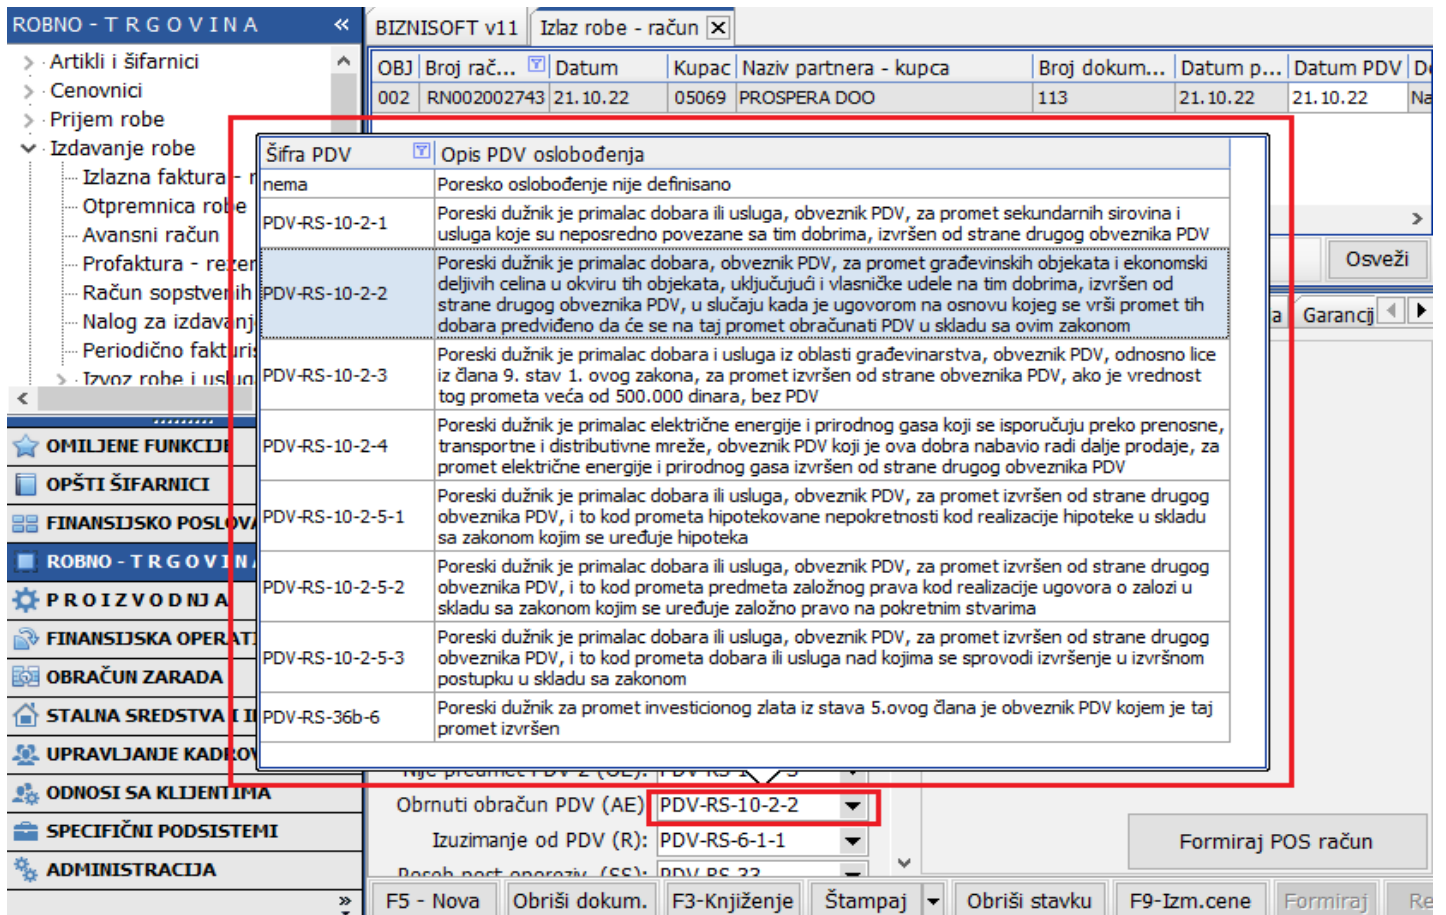 ROBNO - T R G O V I N A «
Artikli i šifarnici
Cenovnici
Prijem robe
Izdavanje robe
Izlazna faktura - r
Otpremnica robe
Avansni račun
Profaktura - rezer
Račun sopstvenih
Nalog za izdavanj
Periodično fakturis
Izvoz robe i uslug
OMILJENE FUNKCIJE
OPŠTI ŠIFARNICI
FINANSIJSKO POSLOVA
ROBNO - T R G O V I N
P R O I Z V O D NJ A
FINANSIJSKA OPERATI
OBRAČUN ZARADA
STALNA SREDSTVA I I
UPRAVLJANJE KADROV
ODNOSI SA KLIJENTIMA
SPECIFIČNI PODSISTEMI
ADMINISTRACIJA
»
BIZNISOFT v11 Izlaz robe - račun
OBJ Broj rač... Datum Kupac Naziv partnera - kupca Broj dokum... Datum p... Datum PDV D
002 RN002002743 21.10.22 05069 PROSPERA DOO 113 21.10.22 21.10.22 Na
Osveži
a Garancij
Šifra PDV Opis PDV oslobođenja
nema Poresko oslobođenje nije definisano
PDV-RS-10-2-1 Poreski dužnik je primalac dobara ili usluga, obveznik PDV, za promet sekundarnih sirovina i
usluga koje su neposredno povezane sa tim dobrima, izvršen od strane drugog obveznika PDV
PDV-RS-10-2-2 Poreski dužnik je primalac dobara, obveznik PDV, za promet građevinskih objekata i ekonomski
deljivih celina u okviru tih objekata, uključujući i vlasničke udele na tim dobrima, izvršen od
strane drugog obveznika PDV, u slučaju kada je ugovorom na osnovu kojeg se vrši promet tih
dobara predviđeno da će se na taj promet obračunati PDV u skladu sa ovim zakonom
PDV-RS-10-2-3 Poreski dužnik je primalac dobara i usluga iz oblasti građevinarstva, obveznik PDV, odnosno lice
iz člana 9. stav 1. ovog zakona, za promet izvršen od strane obveznika PDV, ako je vrednost
tog prometa veća od 500.000 dinara, bez PDV
PDV-RS-10-2-4 Poreski dužnik je primalac električne energije i prirodnog gasa koji se isporučuju preko prenosne,
transportne i distributivne mreže, obveznik PDV koji je ova dobra nabavio radi dalje prodaje, za
promet električne energije i prirodnog gasa izvršen od strane drugog obveznika PDV
PDV-RS-10-2-5-1 Poreski dužnik je primalac dobara ili usluga, obveznik PDV, za promet izvršen od strane drugog
obveznika PDV, i to kod prometa hipotekovane nepokretnosti kod realizacije hipoteke u skladu
sa zakonom kojim se uređuje hipoteka
PDV-RS-10-2-5-2 Poreski dužnik je primalac dobara ili usluga, obveznik PDV, za promet izvršen od strane drugog
obveznika PDV, i to kod prometa predmeta založnog prava kod realizacije ugovora o zalozi u
skladu sa zakonom kojim se uređuje založno pravo na pokretnim stvarima
PDV-RS-10-2-5-3 Poreski dužnik je primalac dobara ili usluga, obveznik PDV, za promet izvršen od strane drugog
obveznika PDV, i to kod prometa dobara ili usluga nad kojima se sprovodi izvršenje u izvršnom
postupku u skladu sa zakonom
PDV-RS-36b-6 Poreski dužnik za promet investicionog zlata iz stava 5.ovog člana je obveznik PDV kojem je taj
promet izvršen
Obrnuti obračun PDV (AE) PDV-RS-10-2-2
Izuzimanje od PDV (R): PDV-RS-6-1-1
Formiraj POS račun
F5 - Nova Obriši dokum. F3-Knjiženje Štampaj Obriši stavku F9-Izm.cene Formiraj Re